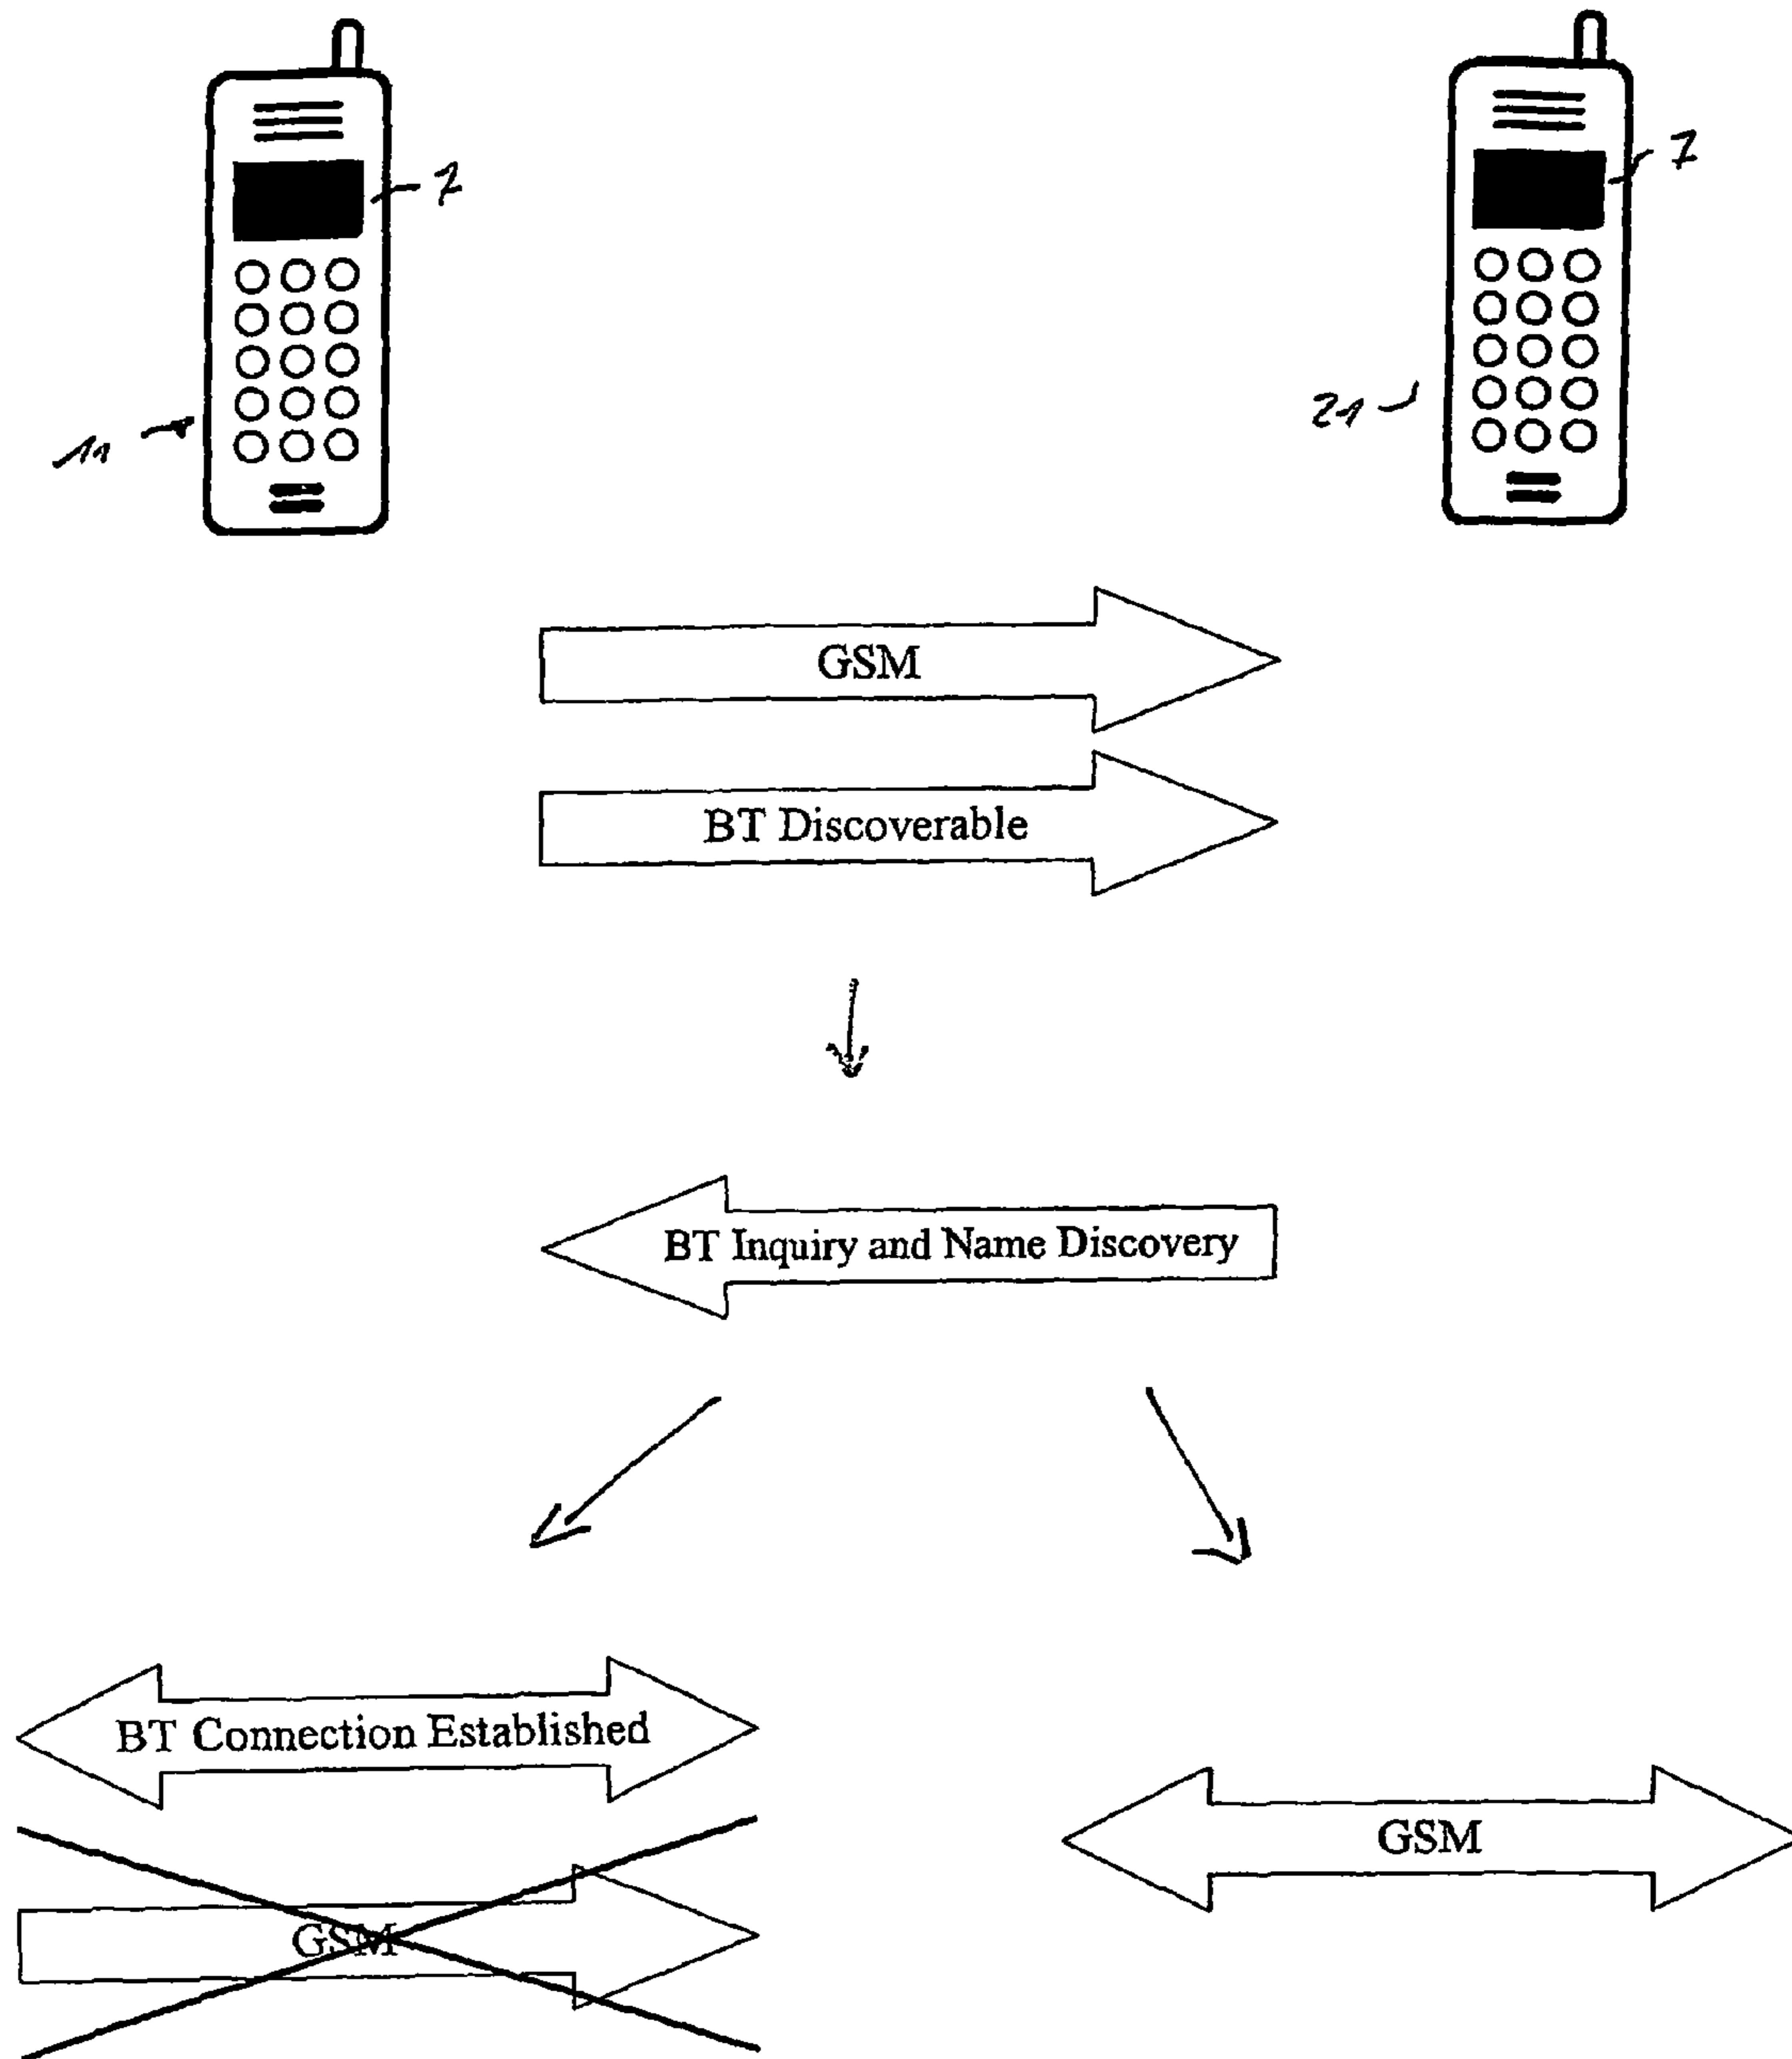 7
7
11
21
GSM
BT Discoverable
BT Inquiry and Name Discovery
BT Connection Established
GSM
GSM